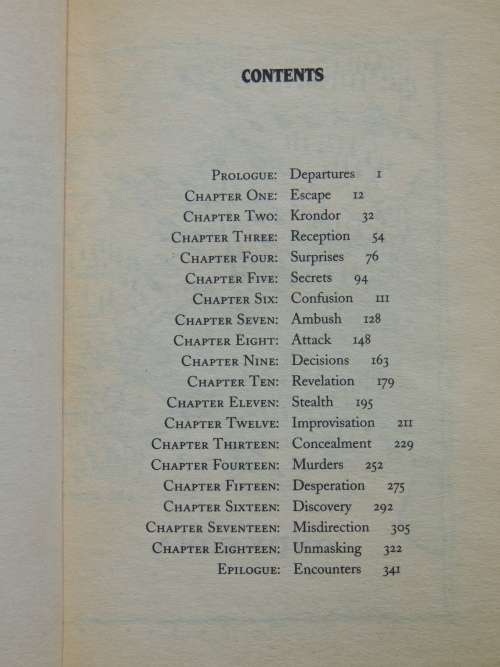 CONTENTS
PROLOGUE: Departures 1
CHAPTER ONE: Escape 12
CHAPTER TWO: Krondor 32
CHAPTER THREE: Reception 54
CHAPTER FOUR: Surprises 76
CHAPTER FIVE: Secrets 94
CHAPTER SIX: Confusion 111
CHAPTER SEVEN: Ambush 128
CHAPTER EIGHT: Attack 148
CHAPTER NINE: Decisions 163
CHAPTER TEN: Revelation 179
CHAPTER ELEVEN: Stealth 195
CHAPTER TWELVE: Improvisation 211
CHAPTER THIRTEEN: Concealment 229
CHAPTER FOURTEEN: Murders 252
CHAPTER FIFTEEN: Desperation 275
CHAPTER SIXTEEN: Discovery 292
CHAPTER SEVENTEEN: Misdirection 305
CHAPTER EIGHTEEN: Unmasking 322
EPILOGUE: Encounters 341